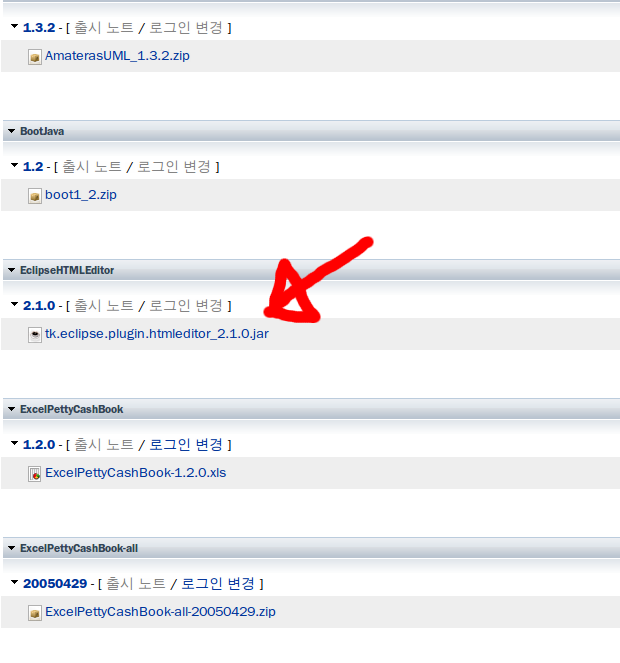 1.3.2 - [ 출시 노트 / 로그인 변경 ]
AmaterasUML_1.3.2.zip
BootJava
1.2 - [ 출시 노트 / 로그인 변경 ]
boot1_2.zip
EclipseHTMLEditor
2.1.0 - [ 출시 노트 / 로그인 변경 ]
tk.eclipse.plugin.htmleditor_2.1.0.jar
ExcelPettyCashBook
1.2.0 - [ 출시 노트 / 로그인 변경 ]
ExcelPettyCashBook-1.2.0.xls
ExcelPettyCashBook-all
20050429 - [ 출시 노트 / 로그인 변경 ]
ExcelPettyCashBook-all-20050429.zip